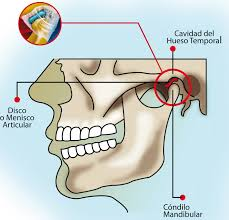 Cavidad del
Hueso Temporal
Disco
o Menisco
Articular
Cóndilo
Mandibular